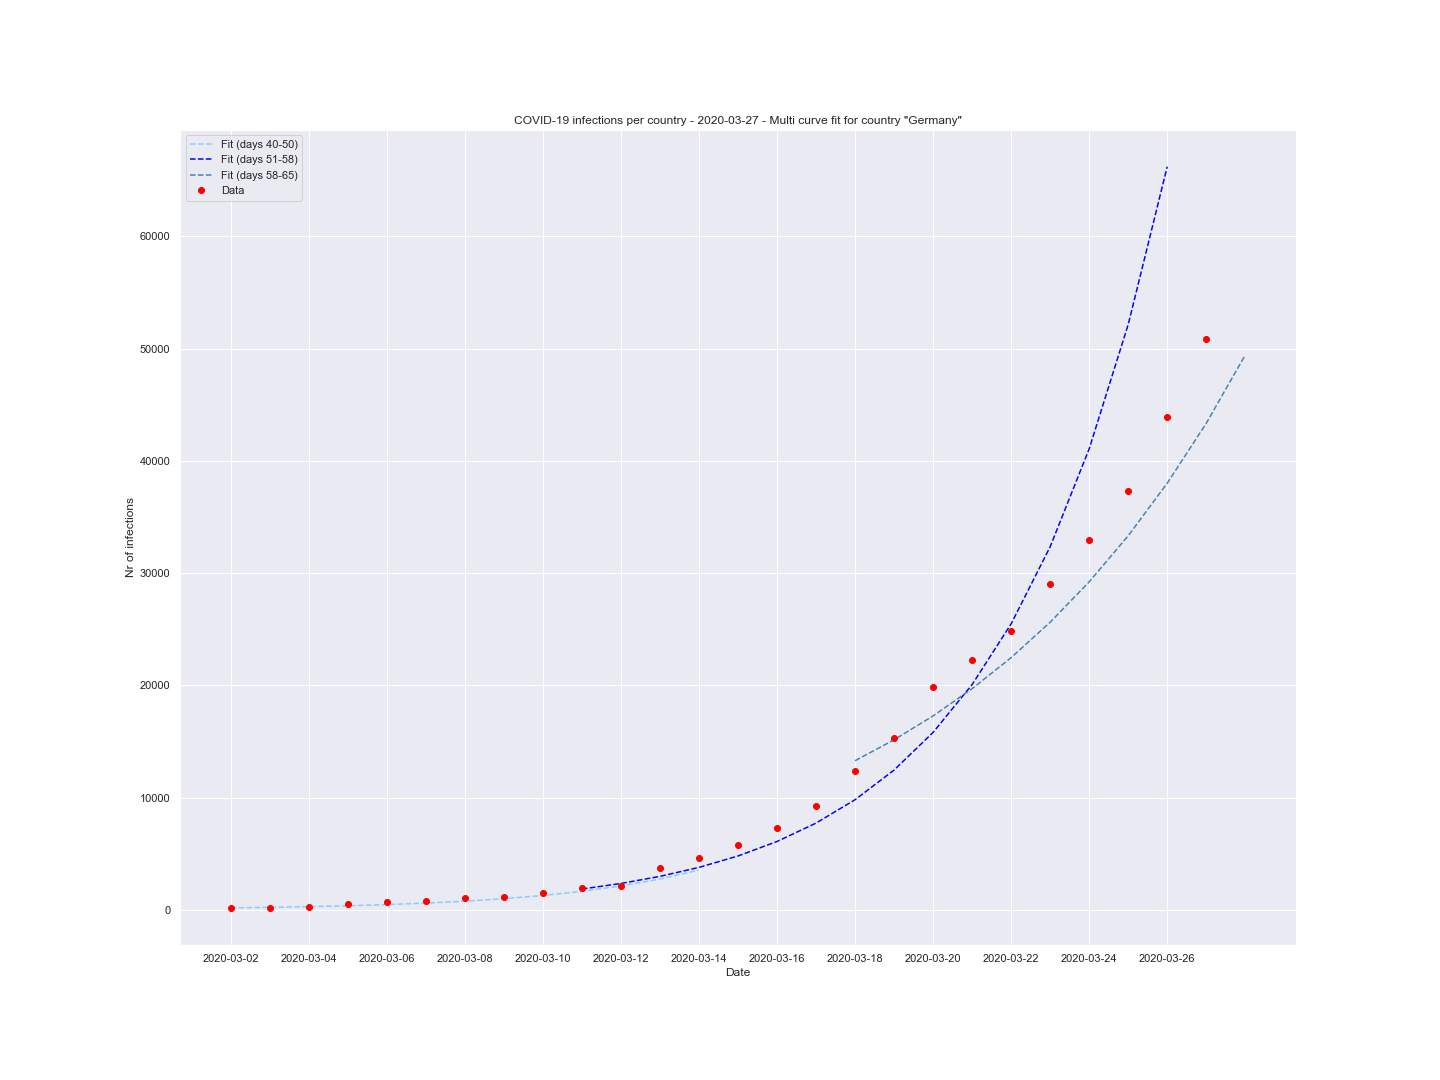 COVID-19 infections per country - 2020-03-27 - Multi curve fit for country "Germany"
Fit (days 40-50)
Fit (days 51-58)
Fit (days 58-65)
Data
60000
50000
40000
30000
20000
10000
0
Nr of infections
2020-03-02 2020-03-04 2020-03-06 2020-03-08 2020-03-10 2020-03-12 2020-03-14 2020-03-16 2020-03-18 2020-03-20 2020-03-22 2020-03-24 2020-03-26
Date